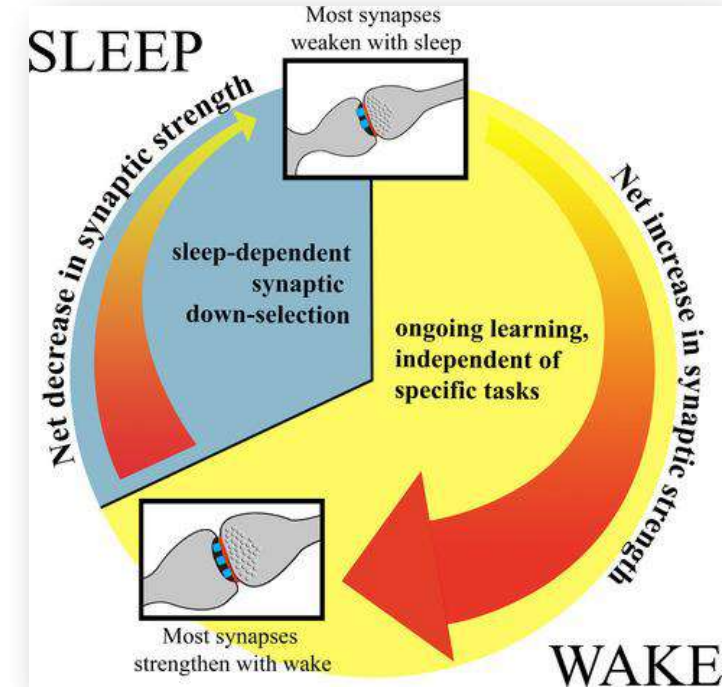 SLEEP
Most synapses
weaken with sleep
Net decrease in synaptic strength
sleep-dependent
synaptic
down-selection
Net increase in synaptic strength
ongoing learning,
independent of
specific tasks
Most synapses
strengthen with wake
WAKE